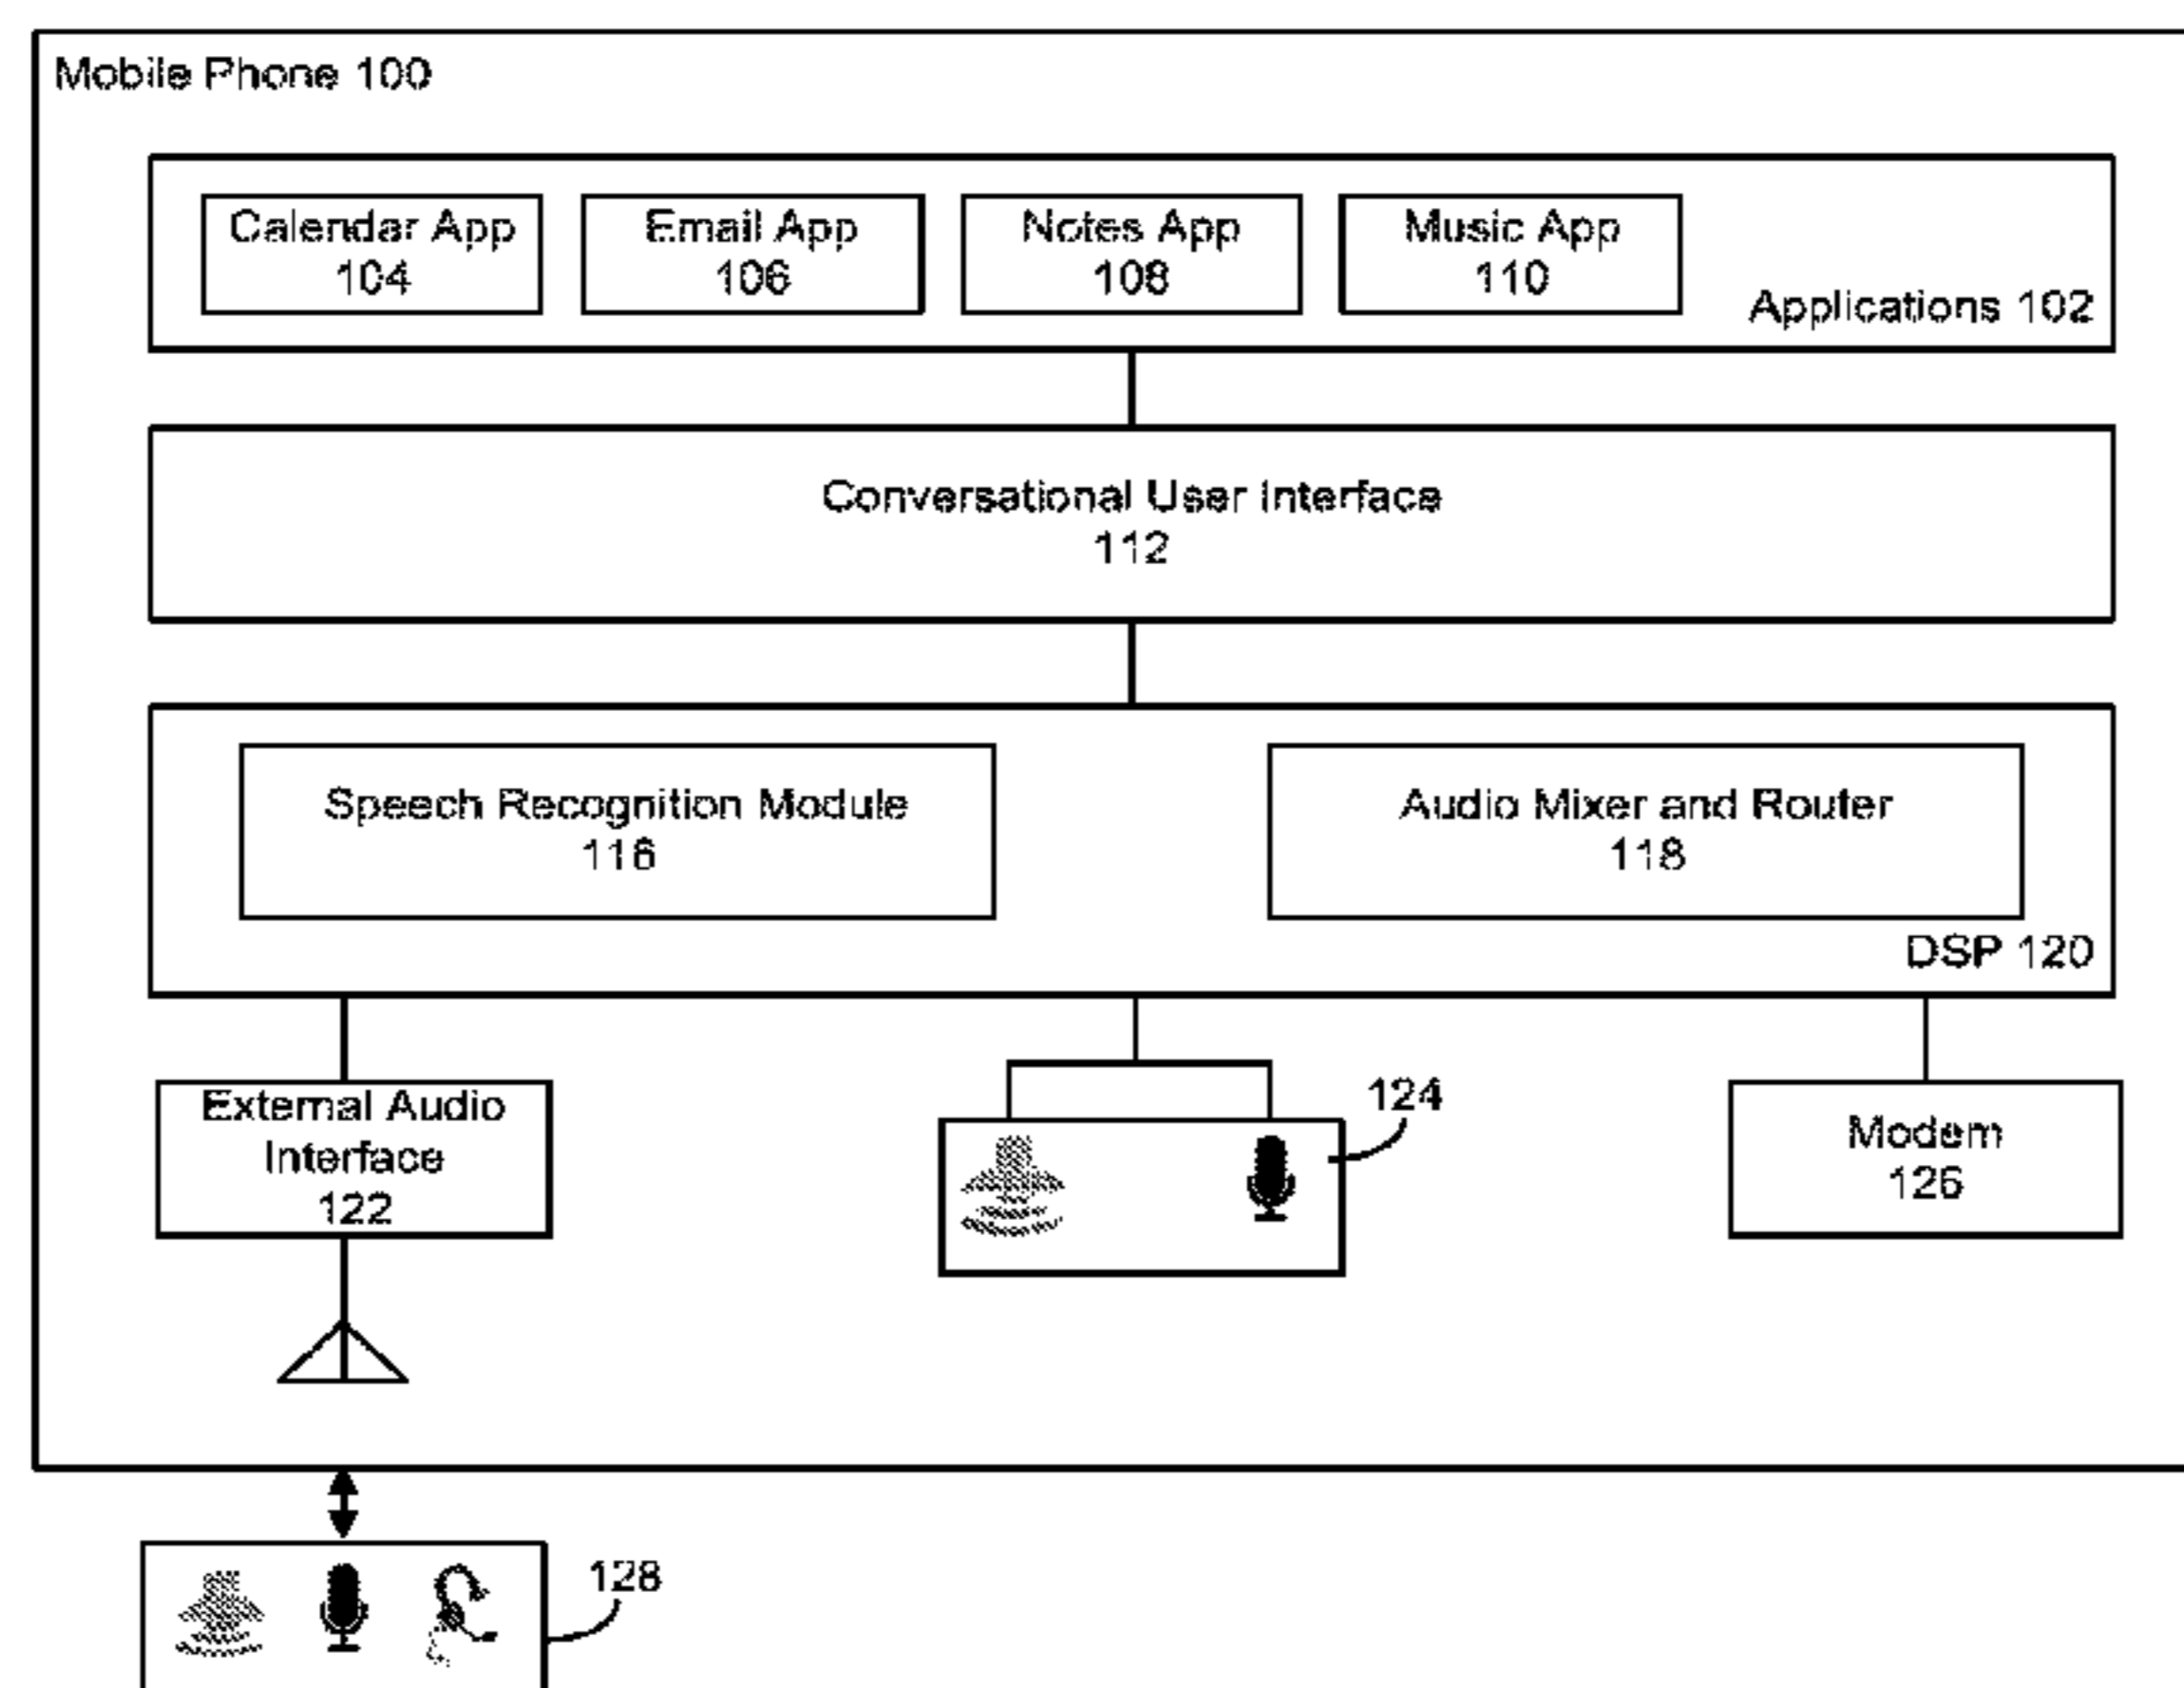 Mobile Phone 100
Calendar App
104
Email App
106
Notes App
108
Music App
110
Applications 102
Conversational User Interface
112
Speech Recognition Module
116
Audio Mixer and Router
118
DSP 120
External Audio
Interface
122
124
Modem
126
128